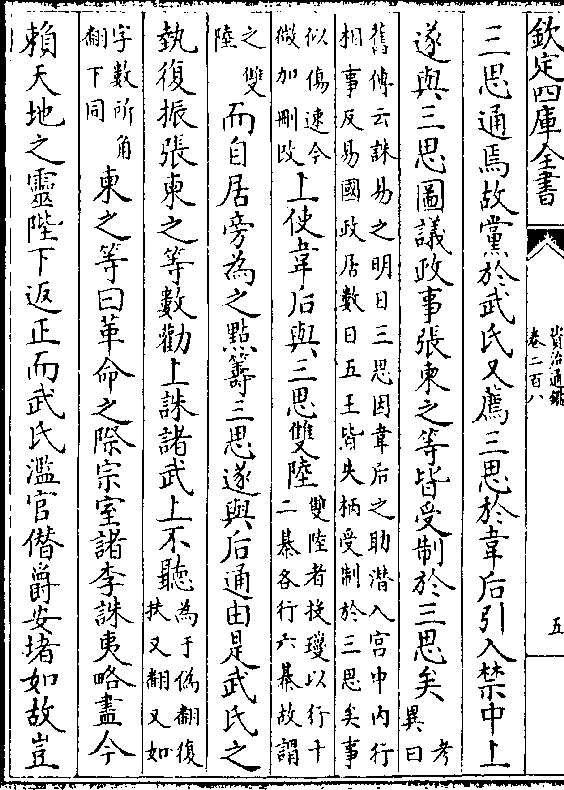 欽定四庫全書
資治通鑑
卷二百八
五
三思通焉故黨於武氏又薦三思於韋后引入禁中上
遂與三思圖議政事張柬之等皆受制於三思矣
考
異曰
舊傳云誅易之明日三思因韋后之助潛入宫中内行
相事反易國政居數日五王皆失柄受制於三思矣事
似傷速今
微加刪改
上使韋后與三思雙陸
雙陸者投瓊以行十
二棊各行六棊故謂
之雙
陸
而自居旁為之㸃籌三思遂與后通由是武氏之
埶復振張柬之等數勸上誅諸武上不聽
為于偽翻復
扶又翻又如
字數所角
翻下同
柬之等曰革命之際宗室諸李誅夷略盡今
賴天地之靈陛下返正而武氏濫官僭爵安堵如故豈